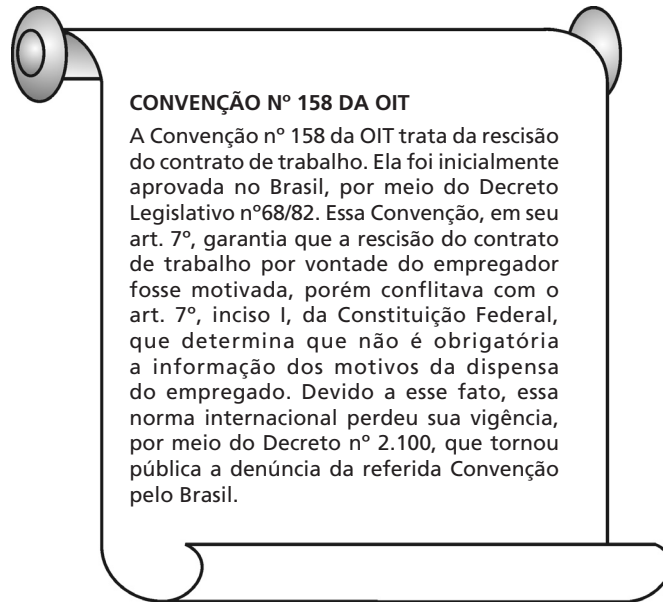 CONVENÇÃO Nº 158 DA OIT
A Convenção nº 158 da OIT trata da rescisão
do contrato de trabalho. Ela foi inicialmente
aprovada no Brasil, por meio do Decreto
Legislativo nº68/82. Essa Convenção, em seu
art. 7º, garantia que a rescisão do contrato
de trabalho por vontade do empregador
fosse motivada, porém conflitava com o
art. 7º, inciso I, da Constituição Federal,
que determina que não é obrigatória
a informação dos motivos da dispensa
do empregado. Devido a esse fato, essa
norma internacional perdeu sua vigência,
por meio do Decreto nº 2.100, que tornou
pública a denúncia da referida Convenção
pelo Brasil.